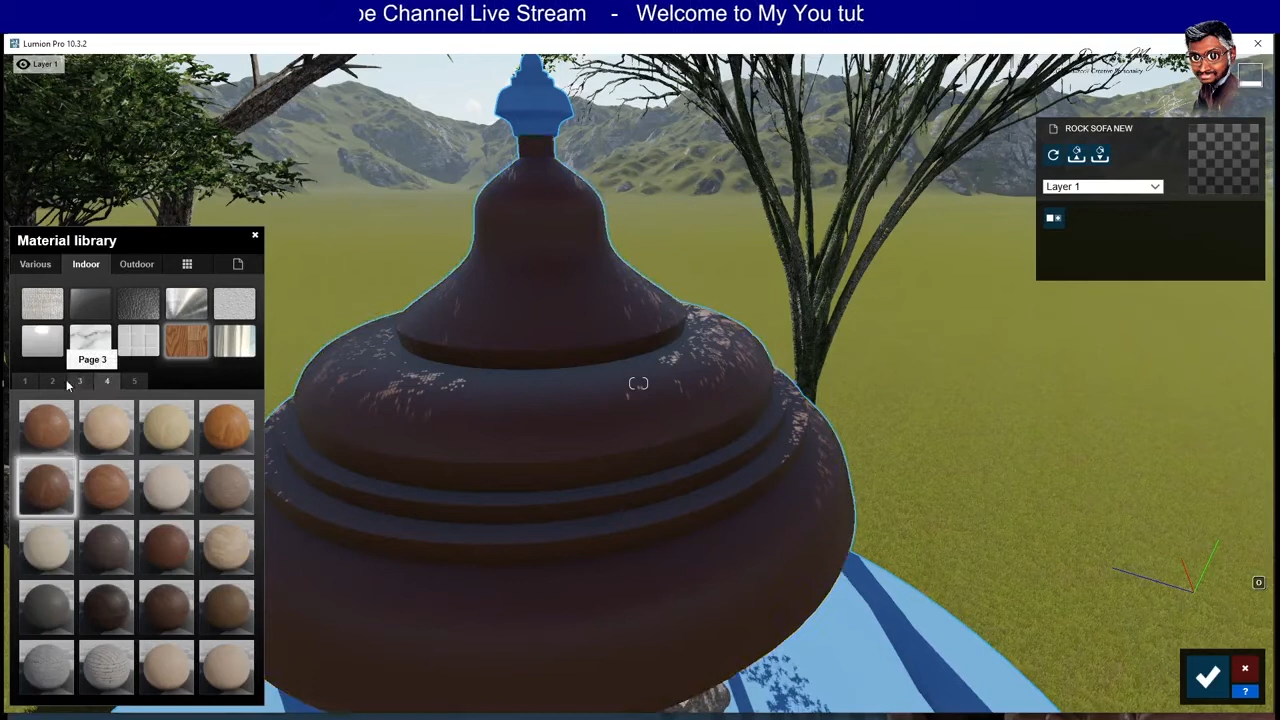 be Channel Live Stream - Welcome to My You tub
Lumion Pro 10.3.2
Layer 1
Material library
Various
Indoor
Outdoor
Page 3
1 2 3 4 5
ROCK SOFA NEW
Layer 1
O
?